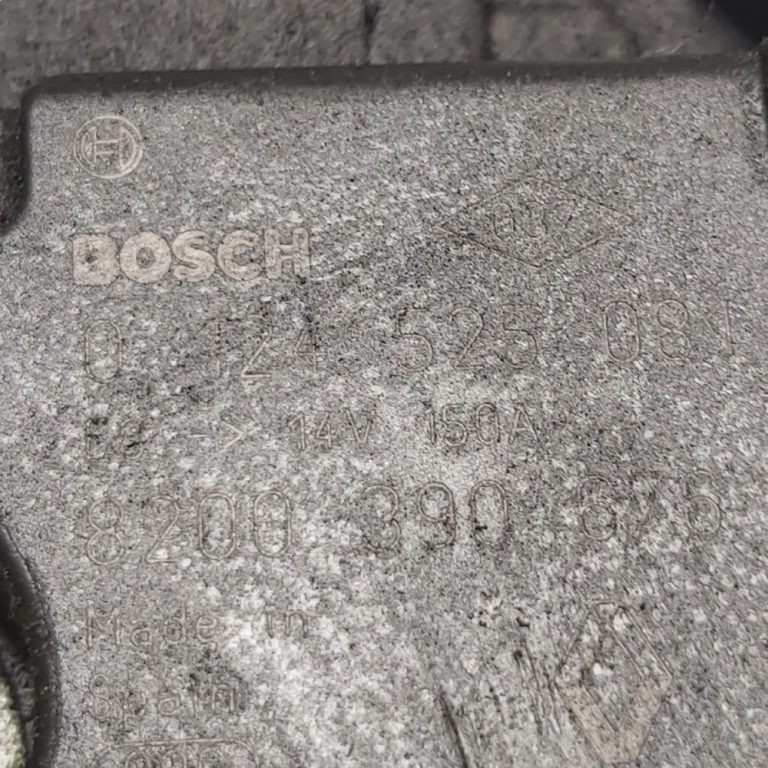 BOSCH
0 124 525 081
14V 150A
8200 390
Made in
Spain